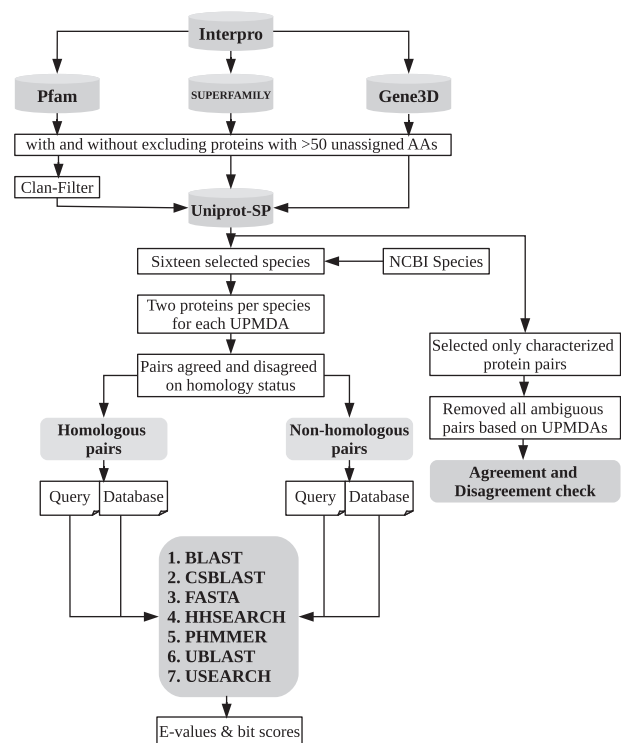 Interpro
Pfam
SUPERFAMILY
Gene3D
with and without excluding proteins with >50 unassigned AAs
Clan-Filter
Uniprot-SP
Sixteen selected species
NCBI Species
Two proteins per species
for each UPMDA
Selected only characterized
protein pairs
Pairs agreed and disagreed
on homology status
Removed all ambiguous
pairs based on UPMDAs
Homologous
pairs
Non-homologous
pairs
Agreement and
Disagreement check
Query
Database
Query
Database
1. BLAST
2. CSBLAST
3. FASTA
4. HHSEARCH
5. PHMMER
6. UBLAST
7. USEARCH
E-values & bit scores